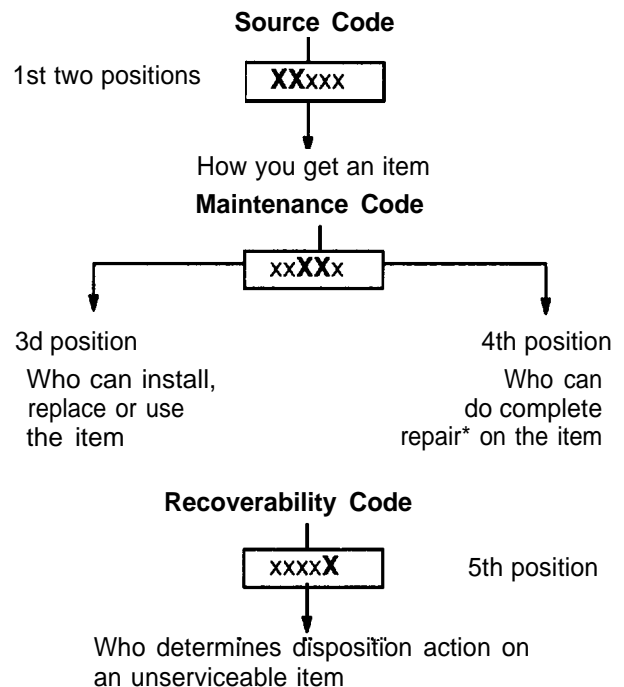 Source Code
1st two positions
XXxxx
How you get an item
Maintenance Code
xxXXx
3d position
Who can install,
replace or use
the item
4th position
Who can
do complete
repair* on the item
Recoverability Code
xxxxX
5th position
Who determines disposition action on
an unserviceable item